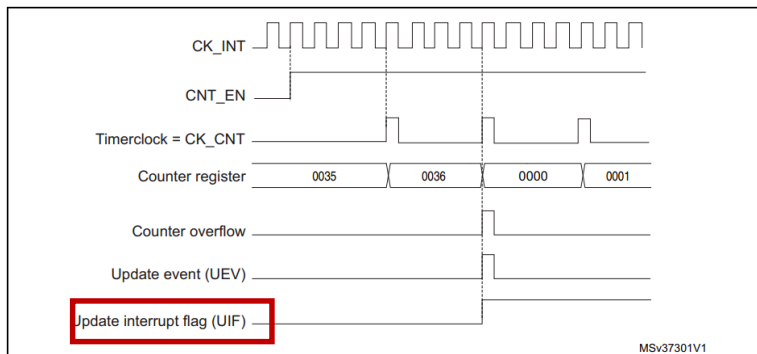 CK_INT
CNT_EN
Timerclock = CK_CNT
Counter register 0035 0036 0000 0001
Counter overflow
Update event (UEV)
Update interrupt flag (UIF)
MSv37301V1